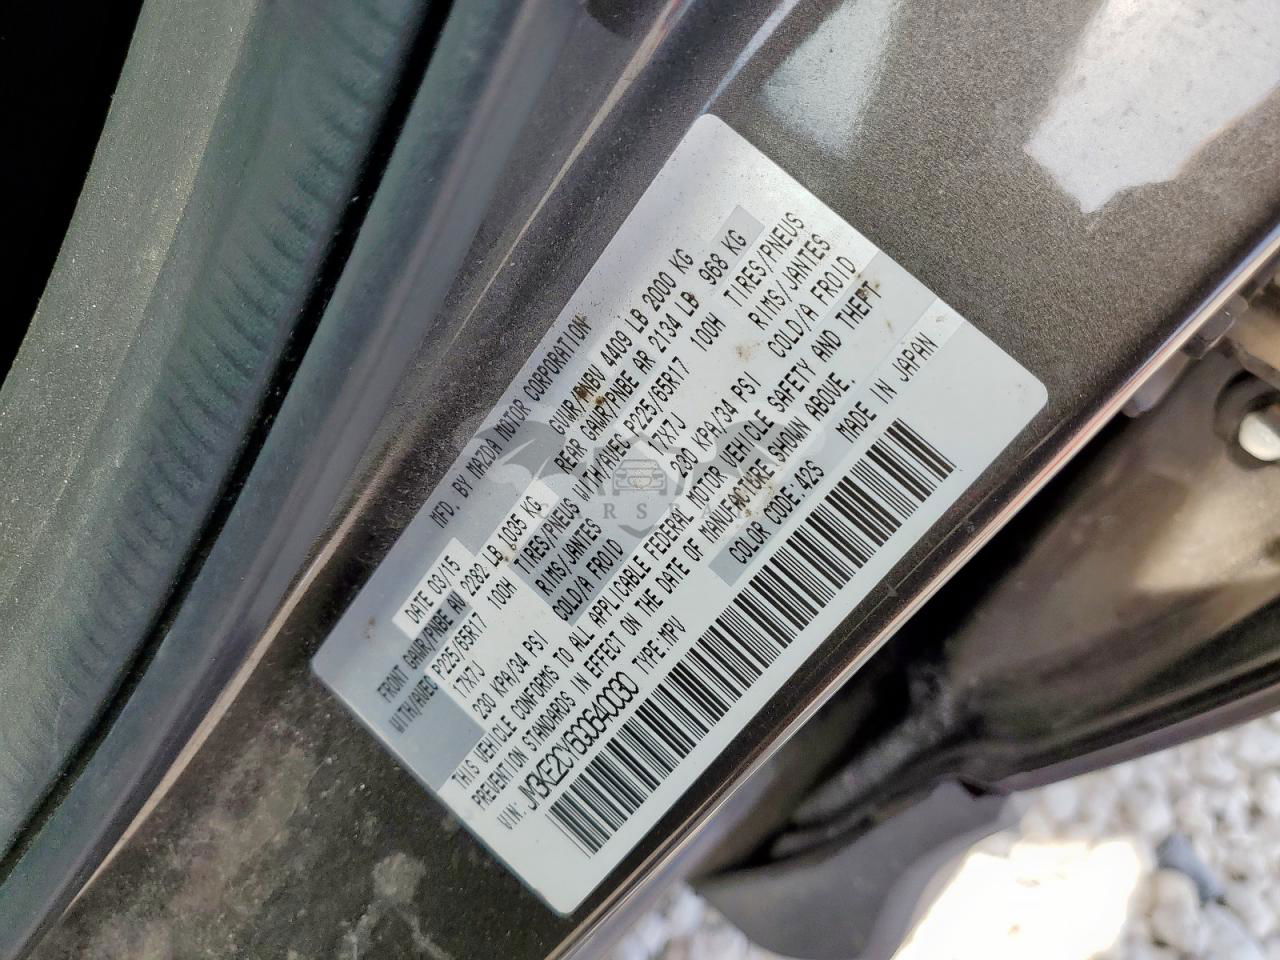 MFD. BY MAZDA MOTOR CORPORATION
DATE 03/15 GVWR/PNBV 4409 LB 2000 KG
FRONT GAWR/PNBE AV 2282 LB 1035 KG REAR GAWR/PNBE AR 2134 LB 968 KG
WITH/AVEC P225/65R17 100H TIRES/PNEUS WITH/AVEC P225/65R17 100H TIRES/PNEUS
17X7J RIMS/JANTES 17X7J RIMS/JANTES
230 KPA/34 PSI COLD/A FROID 230 KPA/34 PSI COLD/A FROID
THIS VEHICLE CONFORMS TO ALL APPLICABLE FEDERAL MOTOR VEHICLE SAFETY AND THEFT
PREVENTION STANDARDS IN EFFECT ON THE DATE OF MANUFACTURE SHOWN ABOVE.
COLOR CODE:42S MADE IN JAPAN
VIN: JM3KE2CY6G0640030 TYPE:MPV